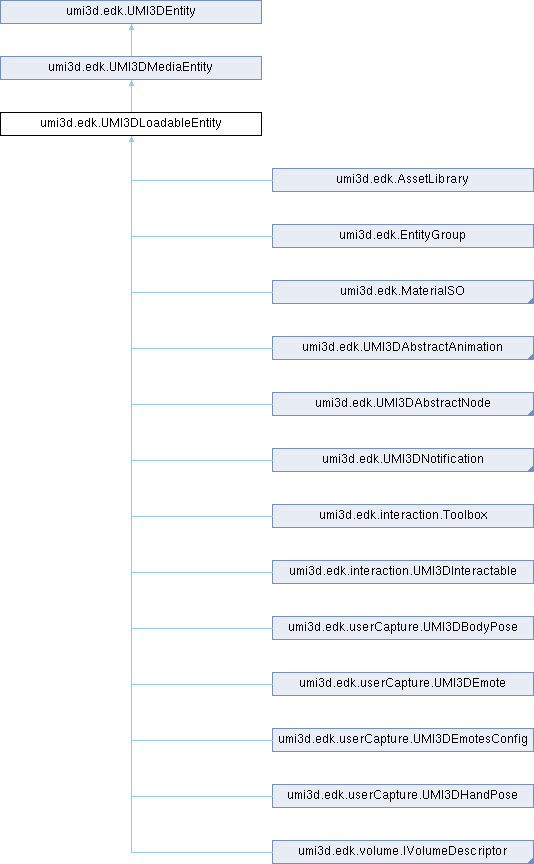 umi3d.edk.UMI3DEntity
umi3d.edk.UMI3DMediaEntity
umi3d.edk.UMI3DLoadableEntity
umi3d.edk.AssetLibrary
umi3d.edk.EntityGroup
umi3d.edk.MaterialSO
umi3d.edk.UMI3DAbstractAnimation
umi3d.edk.UMI3DAbstractNode
umi3d.edk.UMI3DNotification
umi3d.edk.interaction.Toolbox
umi3d.edk.interaction.UMI3DInteractable
umi3d.edk.userCapture.UMI3DBodyPose
umi3d.edk.userCapture.UMI3DEmote
umi3d.edk.userCapture.UMI3DEmotesConfig
umi3d.edk.userCapture.UMI3DHandPose
umi3d.edk.volume.IVolumeDescriptor